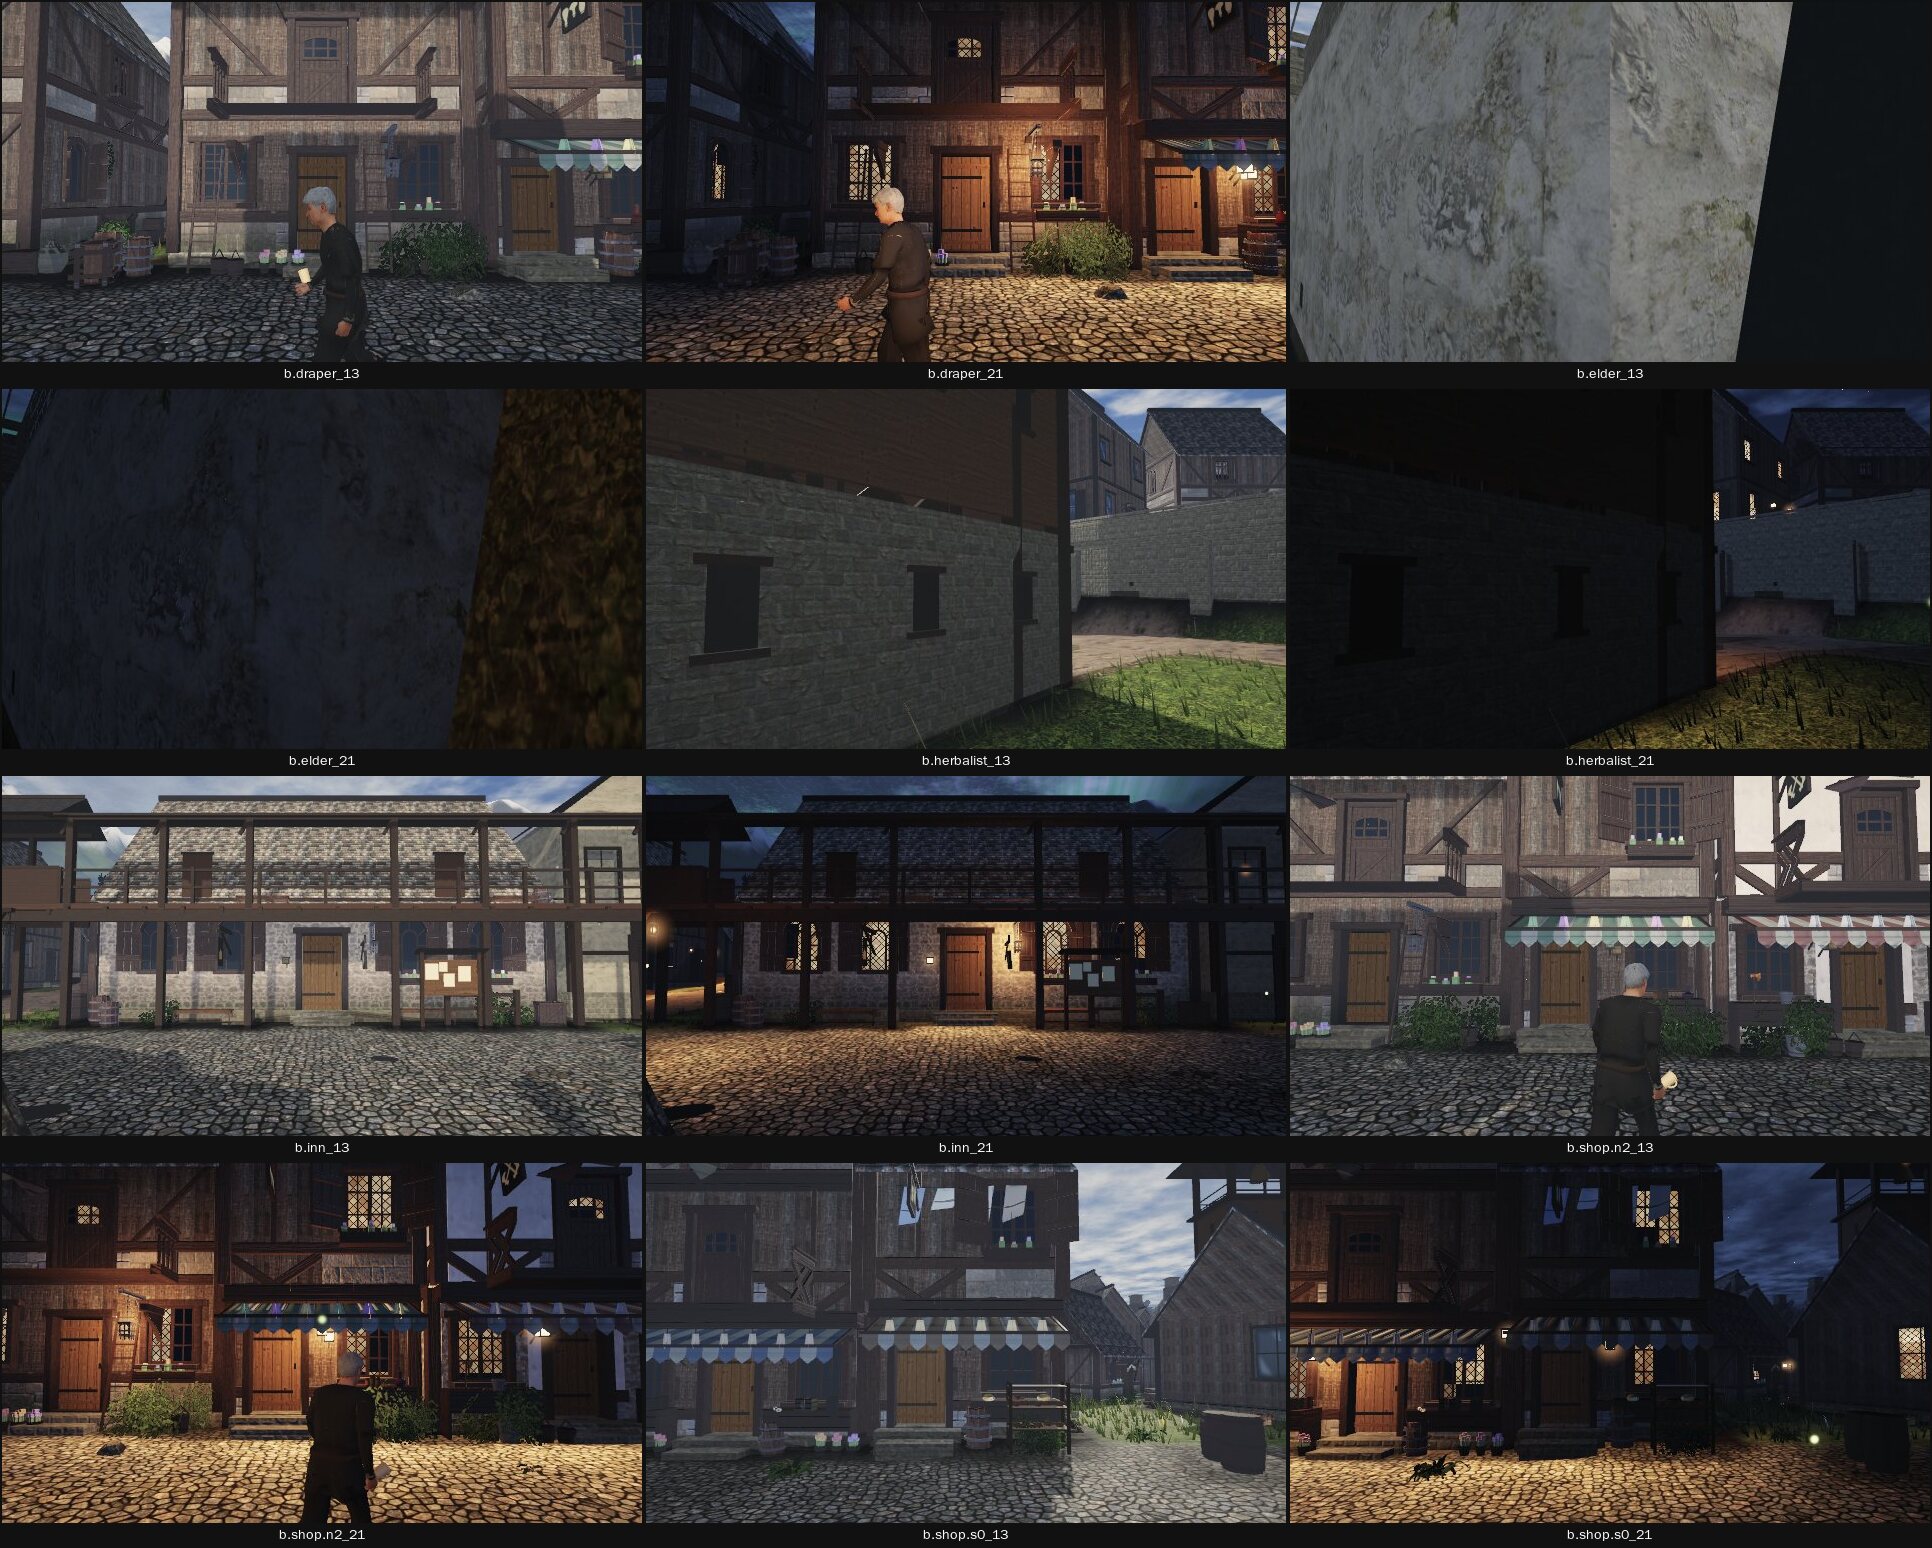 b.draper_13
b.draper_21
b.elder_13
b.elder_21
b.herbalist_13
b.herbalist_21
b.inn_13
b.inn_21
b.shop.n2_13
b.shop.n2_21
b.shop.s0_13
b.shop.s0_21